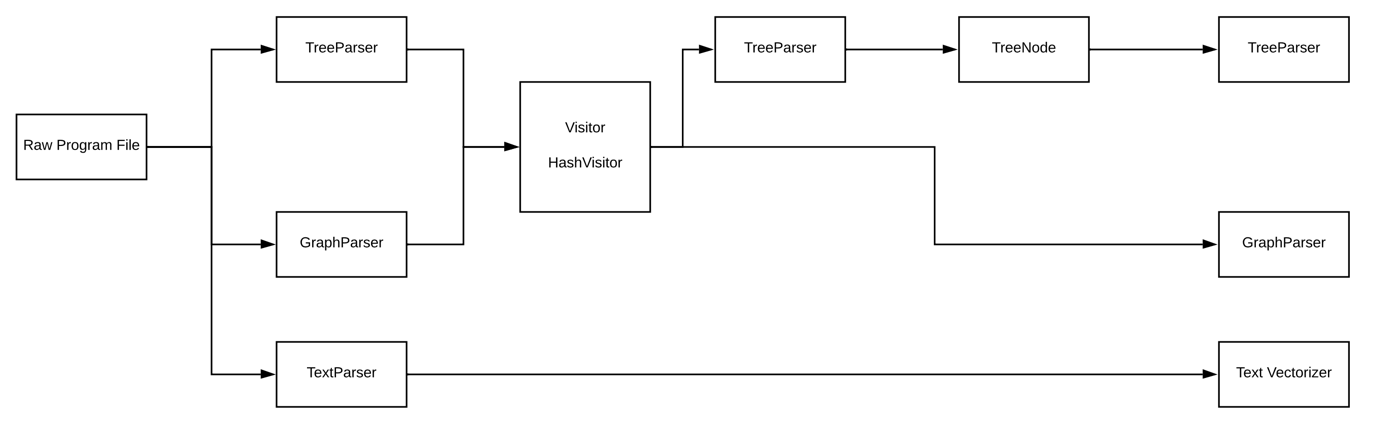 TreeParser
TreeParser
TreeNode
TreeParser
Visitor
Raw Program File
HashVisitor
GraphParser
GraphParser
TextParser
Text Vectorizer